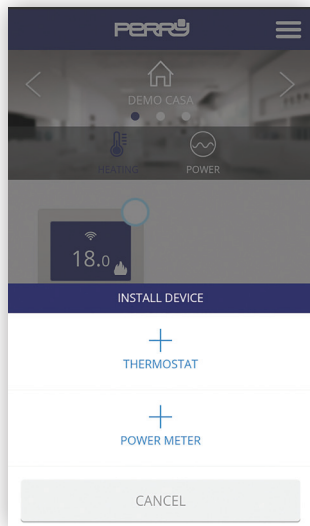 PERRY
DEMO CASA
HEATING
POWER
18.0
INSTALL DEVICE
THERMOSTAT
POWER METER
CANCEL